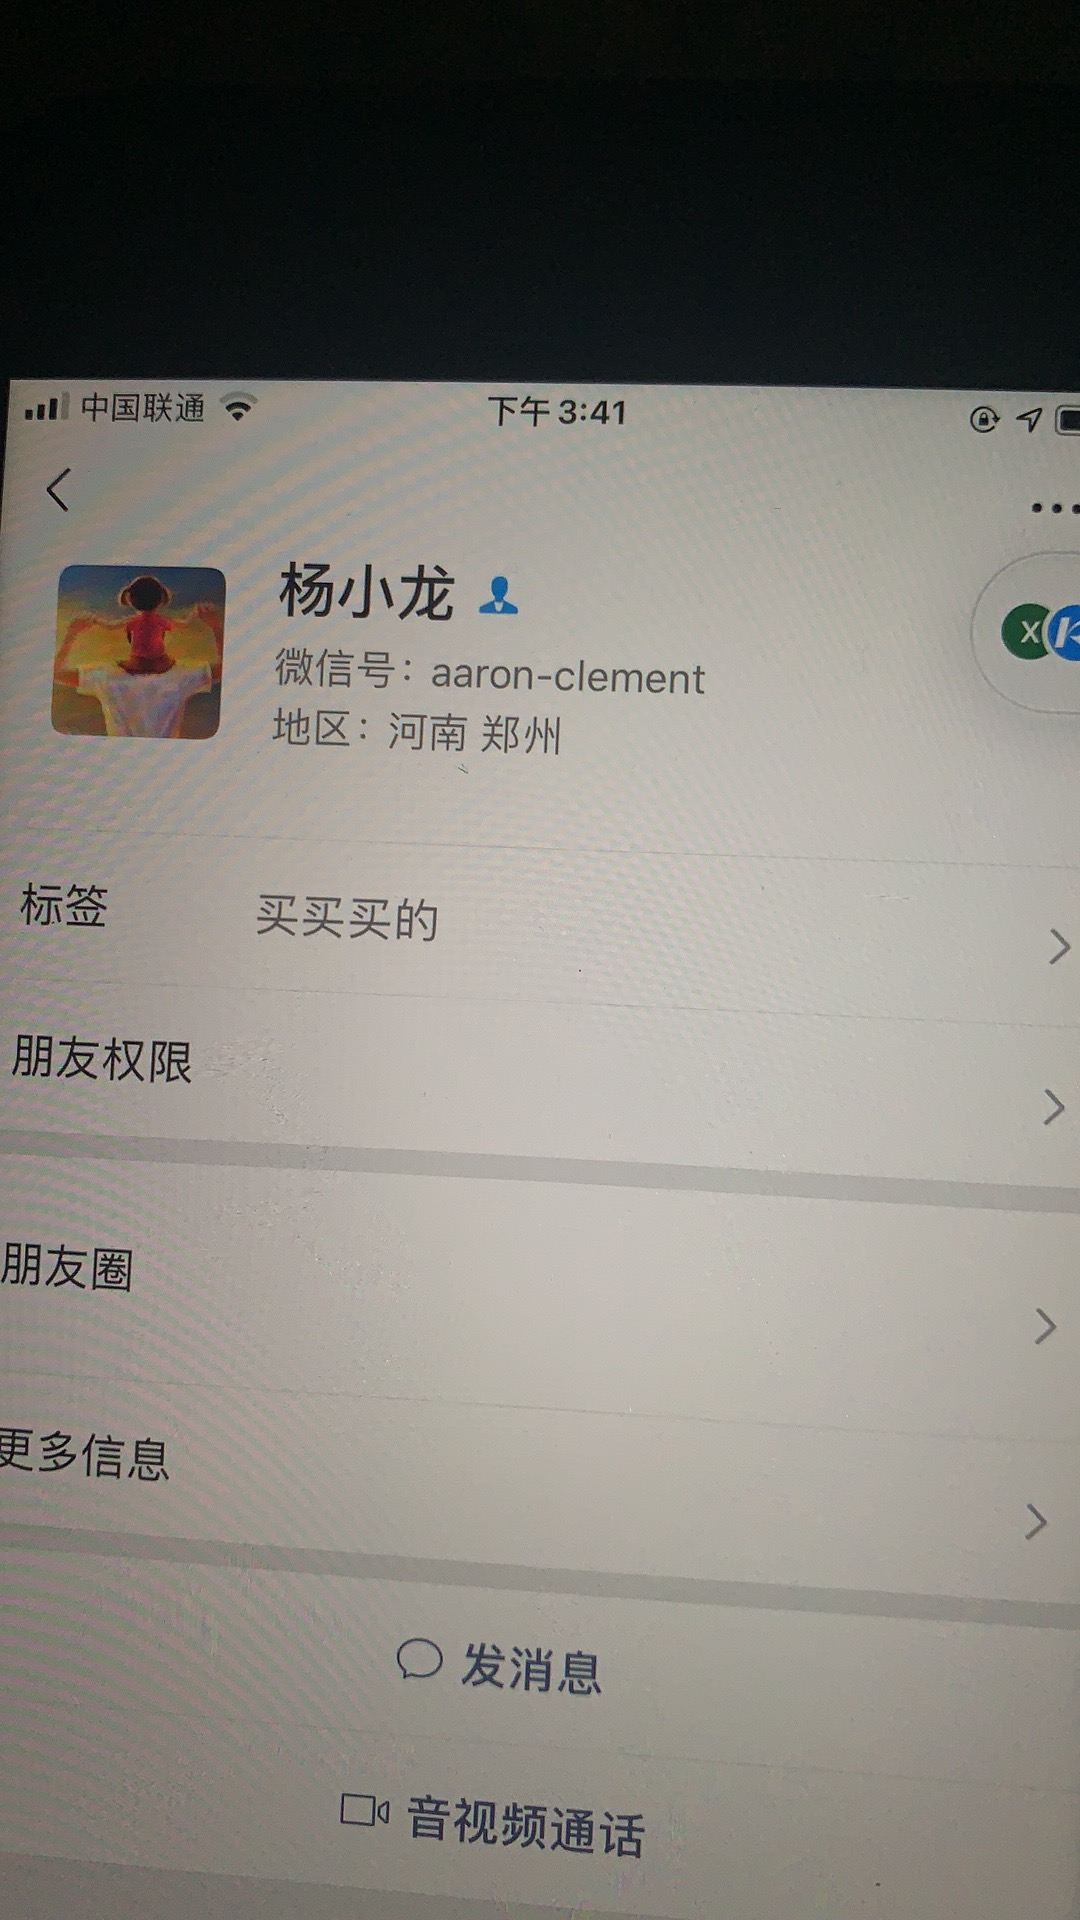 中国联通
下午3:41
杨小龙
微信号：aaron-clement
地区：河南 郑州
X
标签 买买买的
朋友权限
朋友圈
更多信息
发消息
音视频通话